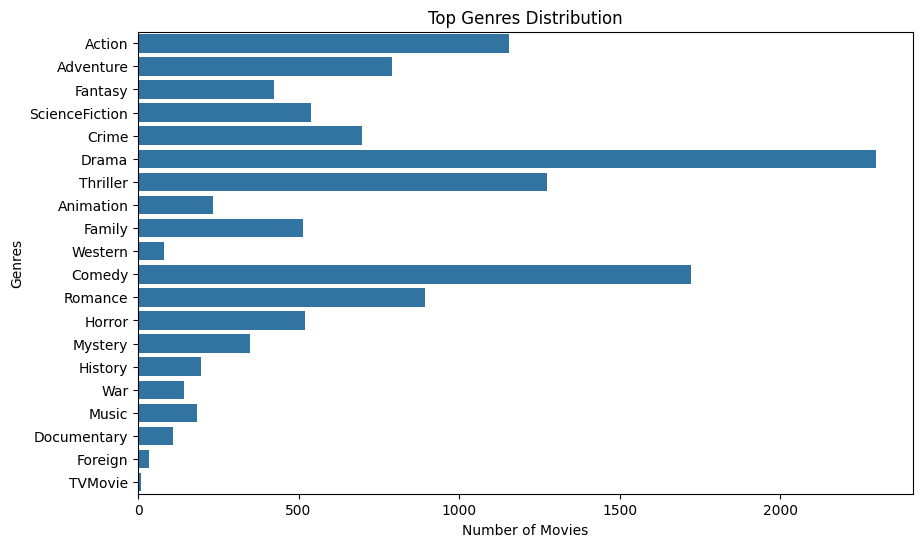 Top Genres Distribution
Action
Adventure
Fantasy
ScienceFiction
Crime
Drama
Thriller
Animation
Family
Western
Comedy
Romance
Horror
Mystery
History
War
Music
Documentary
Foreign
TVMovie
Genres
0 500 1000 1500 2000
Number of Movies